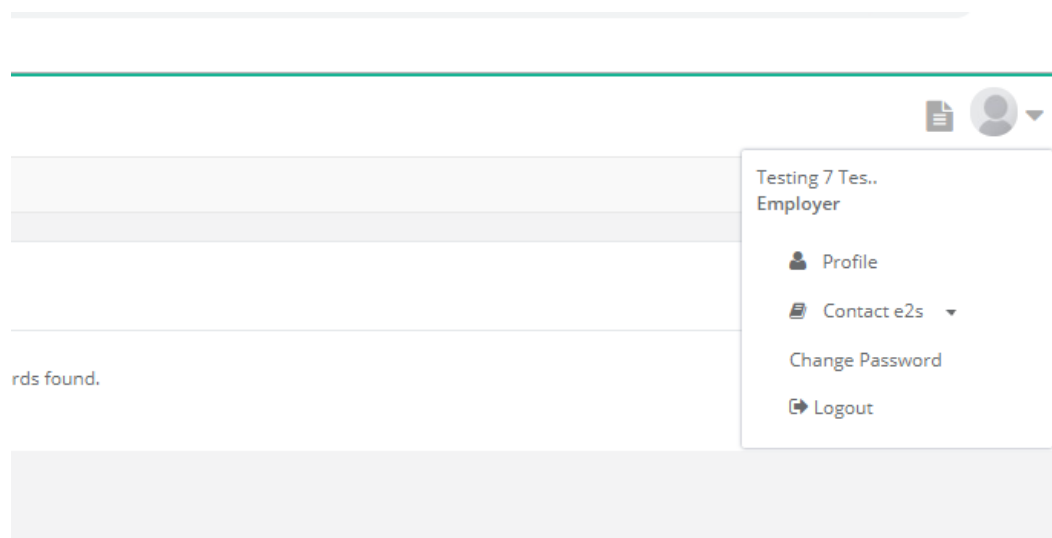 Testing 7 Tes..
Employer
Profile
Contact e2s
rds found.
Change Password
Logout